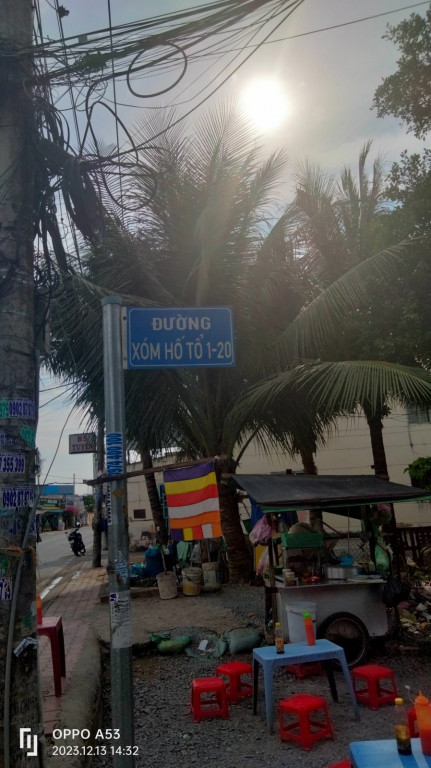 ĐƯỜNG
XÓM HỐ TỔ 1-20
OPPO A53
2023.12.13 14:32